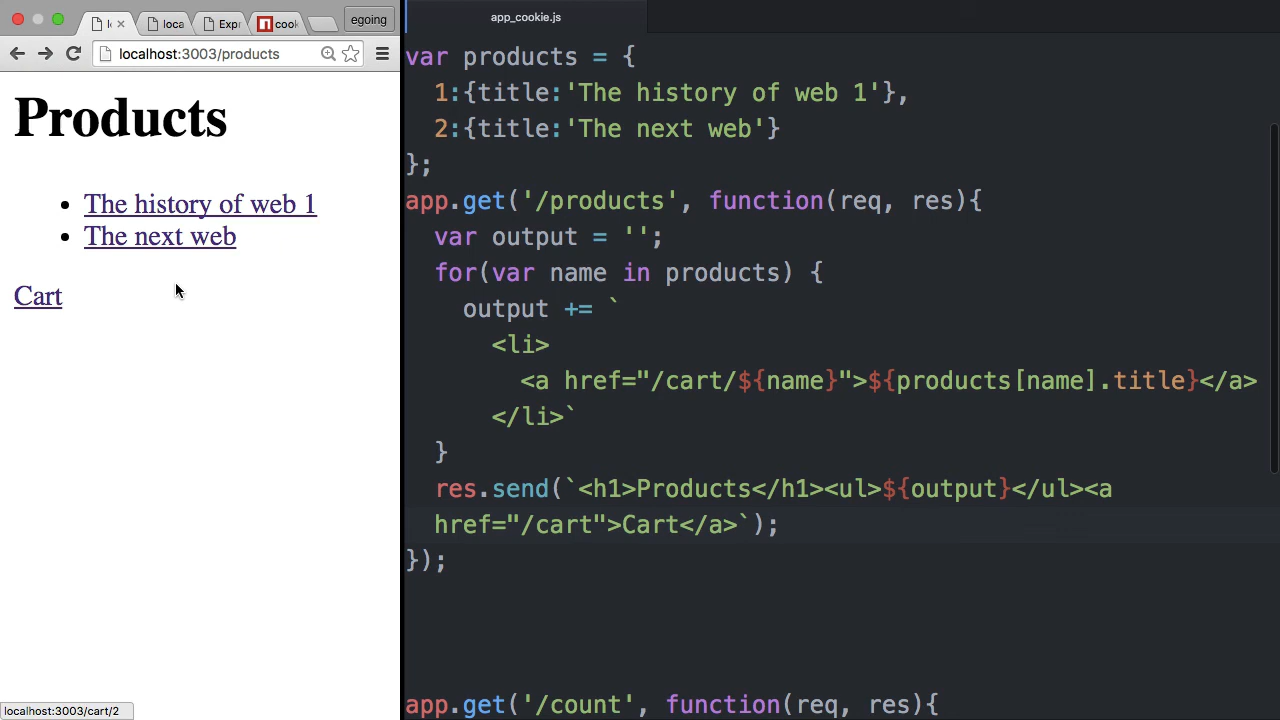 loca
Expr
cook
egoing
localhost:3003/products
Products
The history of web 1
The next web
Cart
localhost:3003/cart/2
app_cookie.js
var products = {
1:{title:'The history of web 1'},
2:{title:'The next web'}
};
app.get('/products', function(req, res){
var output = '';
for(var name in products) {
output += `
<li>
<a href="/cart/${name}">${products[name].title}</a>
</li>`
}
res.send(`<h1>Products</h1><ul>${output}</ul><a
href="/cart">Cart</a>`);
});
app.get('/count', function(req, res){